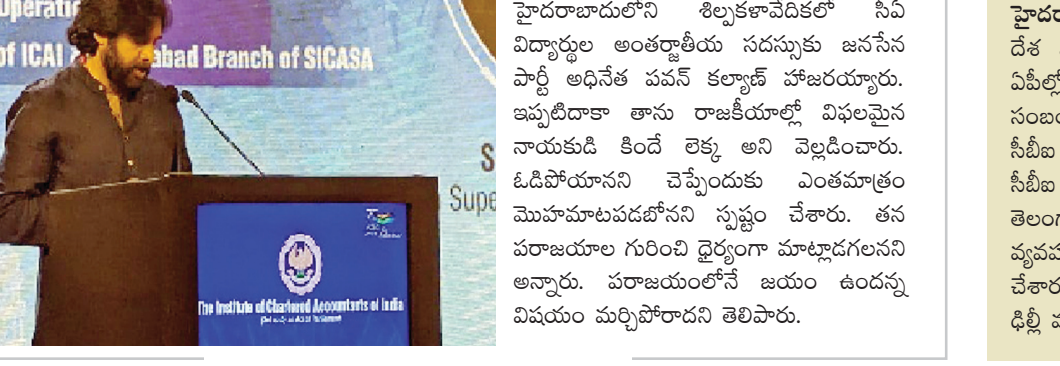 Operatio
of ICAI
abad Branch of SICASA
S
Supe
The Institute of Chartered Accountants of India
హైదరాబాదులోని శిల్పకళావేదికలో సీఏ
విద్యార్థుల అంతర్జాతీయ సదస్సుకు జనసేన
పార్టీ అధినేత పవన్ కల్యాణ్ హాజరయ్యారు.
ఇప్పటిదాకా తాను రాజకీయాల్లో విఫలమైన
నాయకుడి కిందే లెక్క అని వెల్లడించారు.
ఓడిపోయానని చెప్పేందుకు ఎంతమాత్రం
మొహమాటపడబోనని స్పష్టం చేశారు. తన
పరాజయాల గురించి ధైర్యంగా మాట్లాడగలనని
అన్నారు. పరాజయంలోనే జయం ఉందన్న
విషయం మర్చిపోరాదని తెలిపారు.
హైదరా
దేశ
ఏపీల్లో
సంబం
సీబీఐ
సీబీఐ
తెలంగ
వ్యవహ
చేశారు
ఢిల్లీ